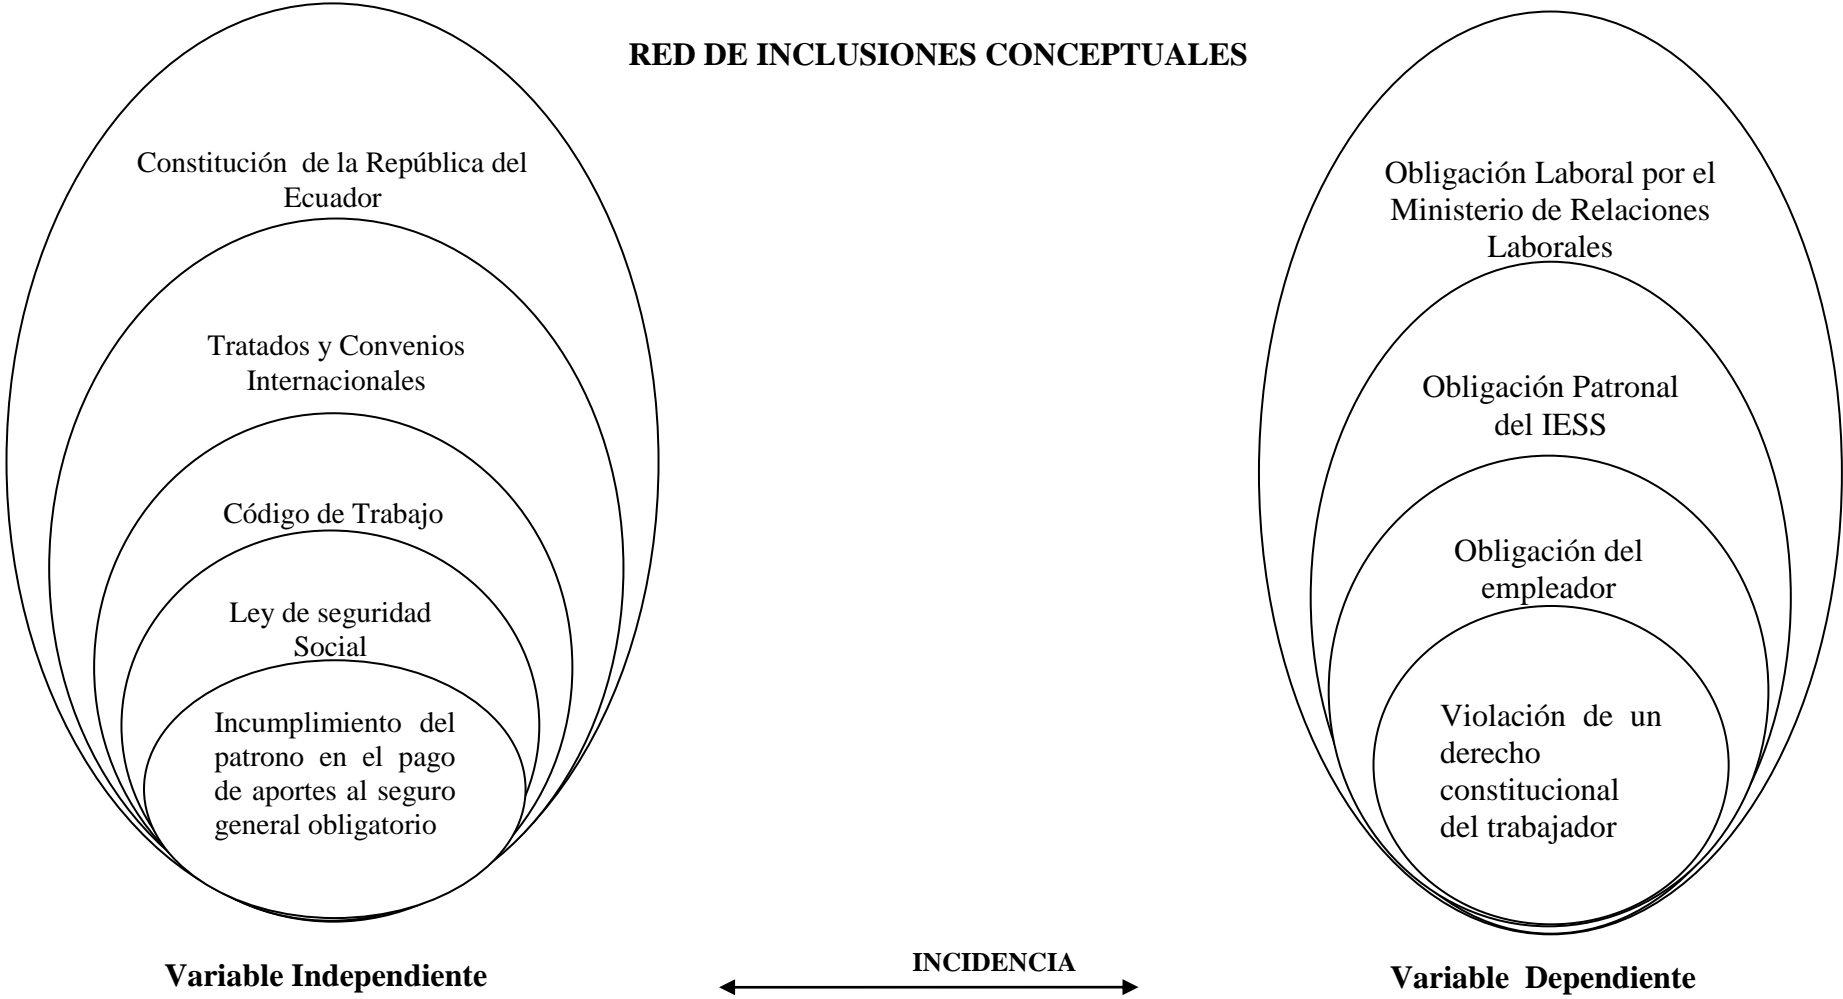 RED DE INCLUSIONES CONCEPTUALES
Constitución de la República del
Ecuador
Tratados y Convenios
Internacionales
Código de Trabajo
Ley de seguridad
Social
Incumplimiento del
patrono en el pago
de aportes al seguro
general obligatorio
Variable Independiente
INCIDENCIA
Obligación Laboral por el
Ministerio de Relaciones
Laborales
Obligación Patronal
del IESS
Obligación del
empleador
Violación de un
derecho
constitucional
del trabajador
Variable Dependiente